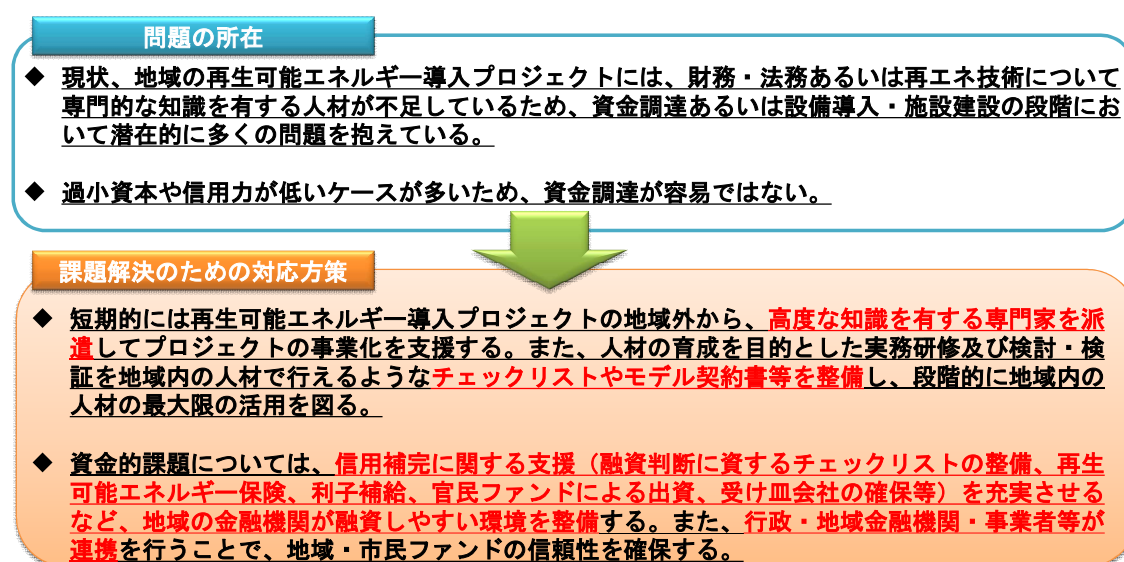 問題の所在
◆ 現状、地域の再生可能エネルギー導入プロジェクトには、財務・法務あるいは再エネ技術について
専門的な知識を有する人材が不足しているため、資金調達あるいは設備導入・施設建設の段階にお
いて潜在的に多くの問題を抱えている。
◆ 過小資本や信用力が低いケースが多いため、資金調達が容易ではない。
課題解決のための対応方策
◆ 短期的には再生可能エネルギー導入プロジェクトの地域外から、高度な知識を有する専門家を派
遣してプロジェクトの事業化を支援する。また、人材の育成を目的とした実務研修及び検討・検
証を地域内の人材で行えるようなチェックリストやモデル契約書等を整備し、段階的に地域内の
人材の最大限の活用を図る。
◆ 資金的課題については、信用補完に関する支援（融資判断に資するチェックリストの整備、再生
可能エネルギー保険、利子補給、官民ファンドによる出資、受け皿会社の確保等）を充実させる
など、地域の金融機関が融資しやすい環境を整備する。また、行政・地域金融機関・事業者等が
連携を行うことで、地域・市民ファンドの信頼性を確保する。